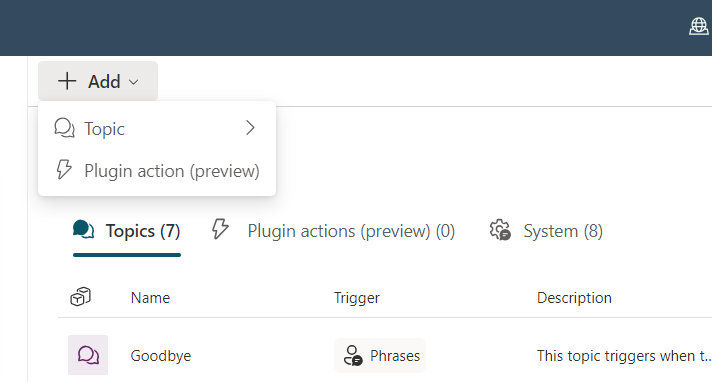 Add
Topic
Plugin action (preview)
Topics (7) Plugin actions (preview) (0) System (8)
Name Trigger Description
Goodbye Phrases This topic triggers when t...